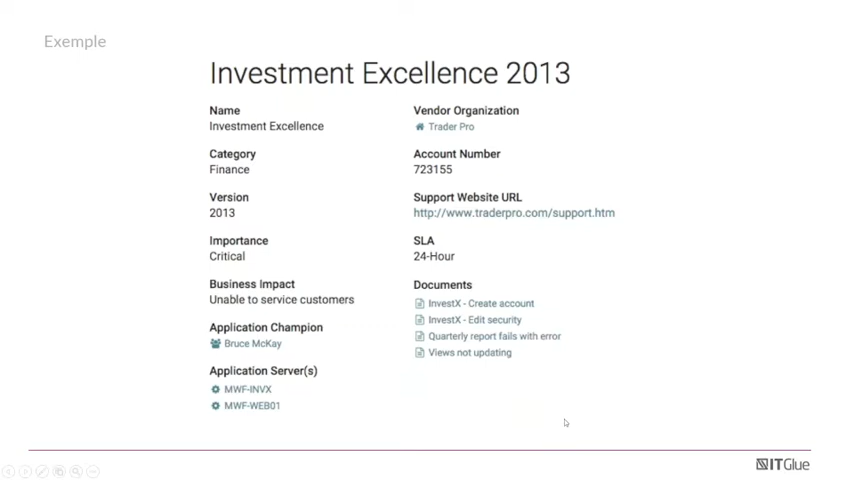 Exemple
Investment Excellence 2013
Name
Investment Excellence
Category
Finance
Version
2013
Importance
Critical
Business Impact
Unable to service customers
Application Champion
Bruce McKay
Application Server(s)
MWF-INVX
MWF-WEB01
Vendor Organization
Trader Pro
Account Number
723155
Support Website URL
http://www.traderpro.com/support.htm
SLA
24-Hour
Documents
InvestX - Create account
InvestX - Edit security
Quarterly report fails with error
Views not updating
ITGlue